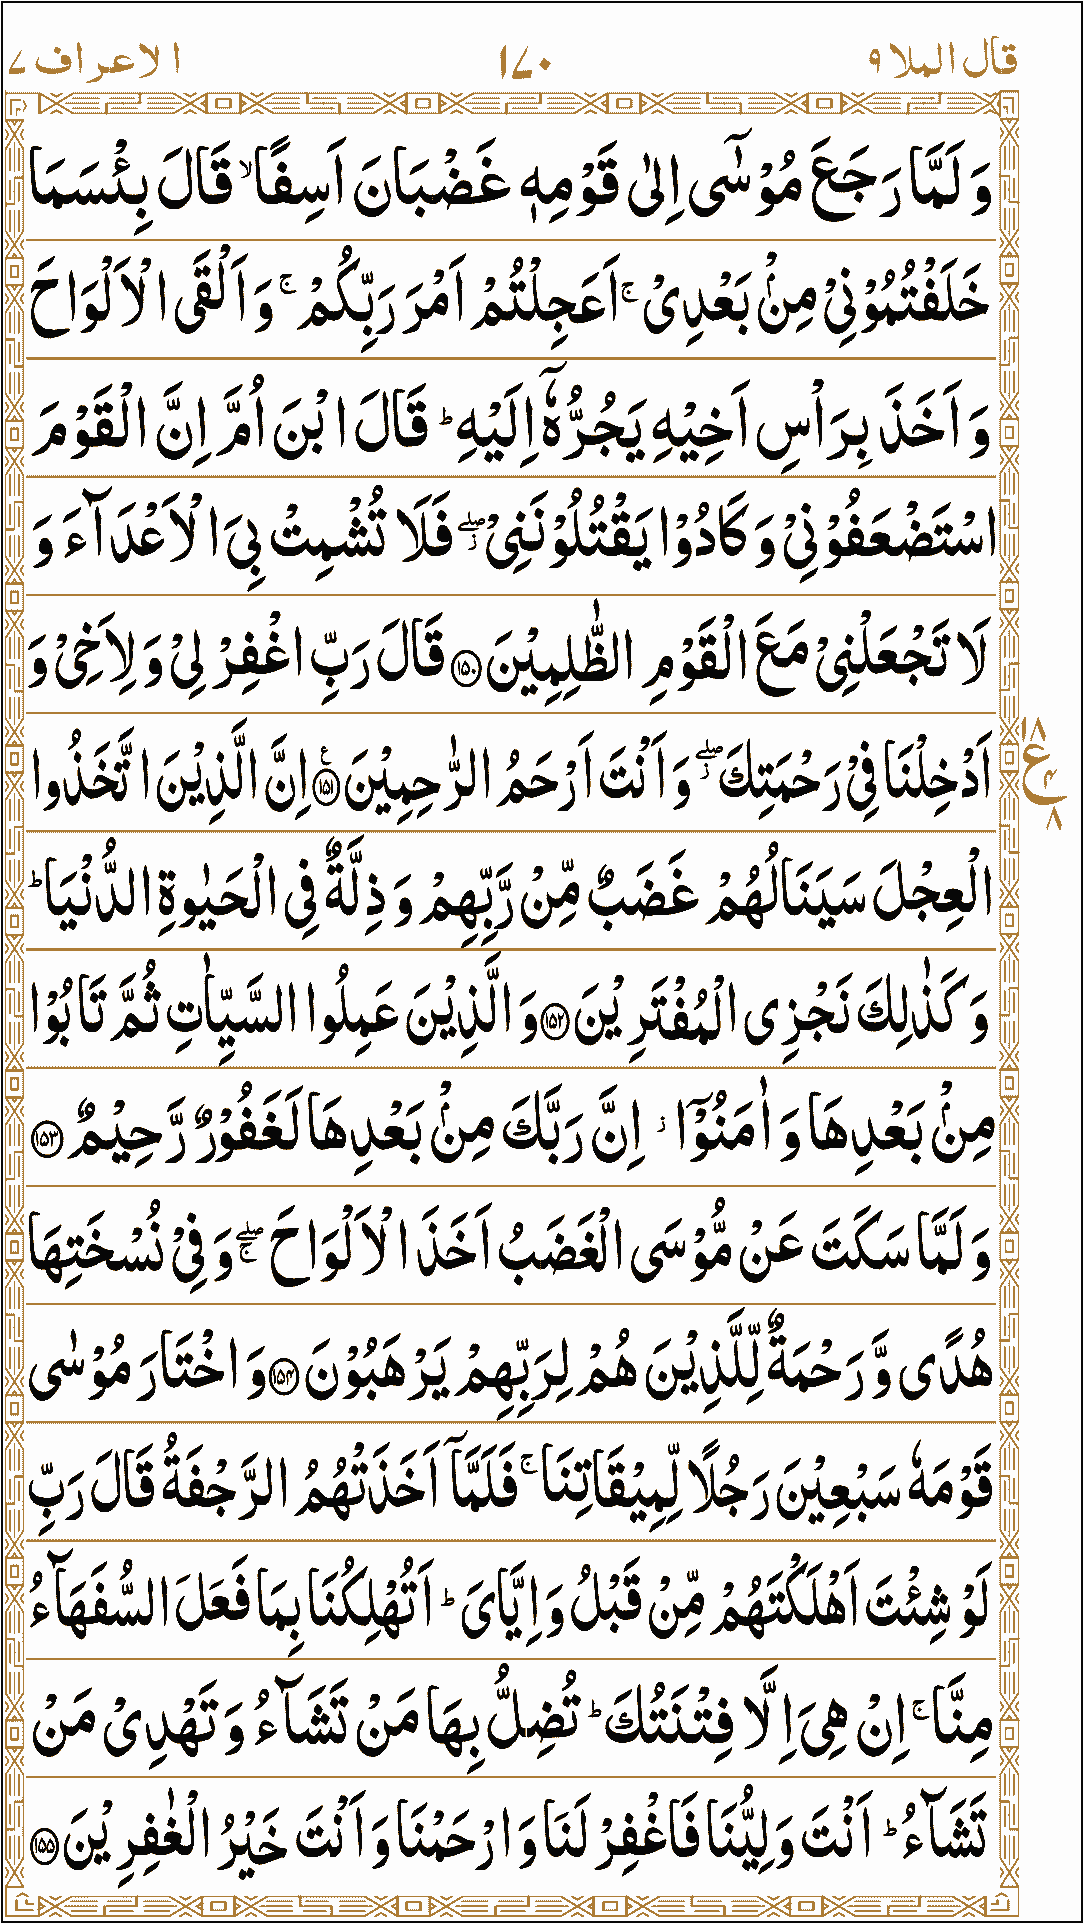 قال الملا ٩ ١٧٠ الاعراف ٧
وَ لَمَّا رَجَعَ مُوْسٰۤی اِلٰی قَوْمِهٖ غَضْبَانَ اَسِفًا ۙ قَالَ بِئْسَمَا
خَلَفْتُمُوْنِیْ مِنْۢ بَعْدِیْ ۚ اَعَجِلْتُمْ اَمْرَ رَبِّكُمْ ۚ وَ اَلْقَی الْاَلْوَاحَ
وَ اَخَذَ بِرَاْسِ اَخِیْهِ یَجُرُّهٗۤ اِلَیْهِ ؕ قَالَ ابْنَ اُمَّ اِنَّ الْقَوْمَ
اسْتَضْعَفُوْنِیْ وَ كَادُوْا یَقْتُلُوْنَنِیْ ۖ٘ فَلَا تُشْمِتْ بِیَ الْاَعْدَآءَ وَ
لَا تَجْعَلْنِیْ مَعَ الْقَوْمِ الظّٰلِمِیْنَ ﴿۱۵۰﴾ قَالَ رَبِّ اغْفِرْ لِیْ وَ لِاَخِیْ وَ
اَدْخِلْنَا فِیْ رَحْمَتِكَ ۖ٘ وَ اَنْتَ اَرْحَمُ الرّٰحِمِیْنَ ﴿۱۵۱﴾ ع اِنَّ الَّذِیْنَ اتَّخَذُوا
١٨ ع ۴ ٨
الْعِجْلَ سَیَنَالُهُمْ غَضَبٌ مِّنْ رَّبِّهِمْ وَ ذِلَّةٌ فِی الْحَیٰوةِ الدُّنْیَا ؕ
وَ كَذٰلِكَ نَجْزِی الْمُفْتَرِیْنَ ﴿۱۵۲﴾ وَ الَّذِیْنَ عَمِلُوا السَّیِّاٰتِ ثُمَّ تَابُوْا
مِنْۢ بَعْدِهَا وَ اٰمَنُوْۤا ؗ اِنَّ رَبَّكَ مِنْۢ بَعْدِهَا لَغَفُوْرٌ رَّحِیْمٌ ﴿۱۵۳﴾
وَ لَمَّا سَكَتَ عَنْ مُّوْسَی الْغَضَبُ اَخَذَ الْاَلْوَاحَ ۖۚ وَ فِیْ نُسْخَتِهَا
هُدًی وَّ رَحْمَةٌ لِّلَّذِیْنَ هُمْ لِرَبِّهِمْ یَرْهَبُوْنَ ﴿۱۵۴﴾ وَ اخْتَارَ مُوْسٰی
قَوْمَهٗ سَبْعِیْنَ رَجُلًا لِّمِیْقَاتِنَا ۚ فَلَمَّاۤ اَخَذَتْهُمُ الرَّجْفَةُ قَالَ رَبِّ
لَوْ شِئْتَ اَهْلَكْتَهُمْ مِّنْ قَبْلُ وَ اِیَّایَ ؕ اَتُهْلِكُنَا بِمَا فَعَلَ السُّفَهَآءُ
مِنَّا ۚ اِنْ هِیَ اِلَّا فِتْنَتُكَ ؕ تُضِلُّ بِهَا مَنْ تَشَآءُ وَ تَهْدِیْ مَنْ
تَشَآءُ ؕ اَنْتَ وَلِیُّنَا فَاغْفِرْ لَنَا وَ ارْحَمْنَا وَ اَنْتَ خَیْرُ الْغٰفِرِیْنَ ﴿۱۵۵﴾